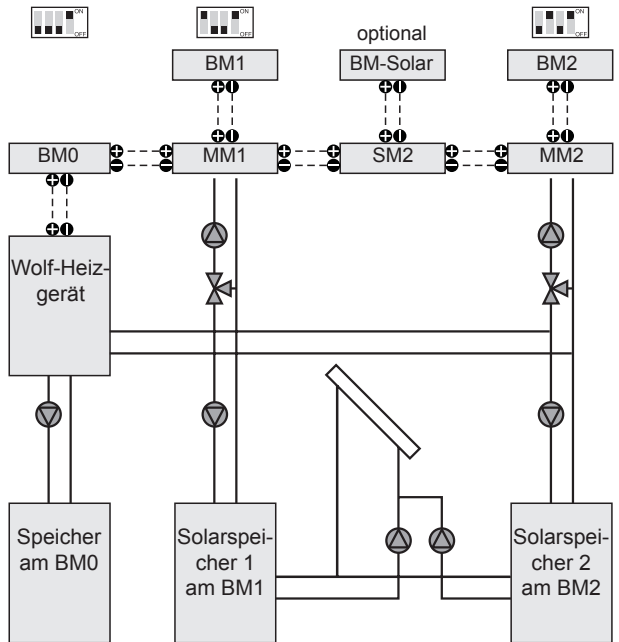 ON
OFF
ON
OFF
ON
OFF
optional
BM1
BM-Solar
BM2
BM0
MM1
SM2
MM2
Wolf-Heiz-
gerät
Speicher
am BM0
Solarspei-
cher 1
am BM1
Solarspei-
cher 2
am BM2